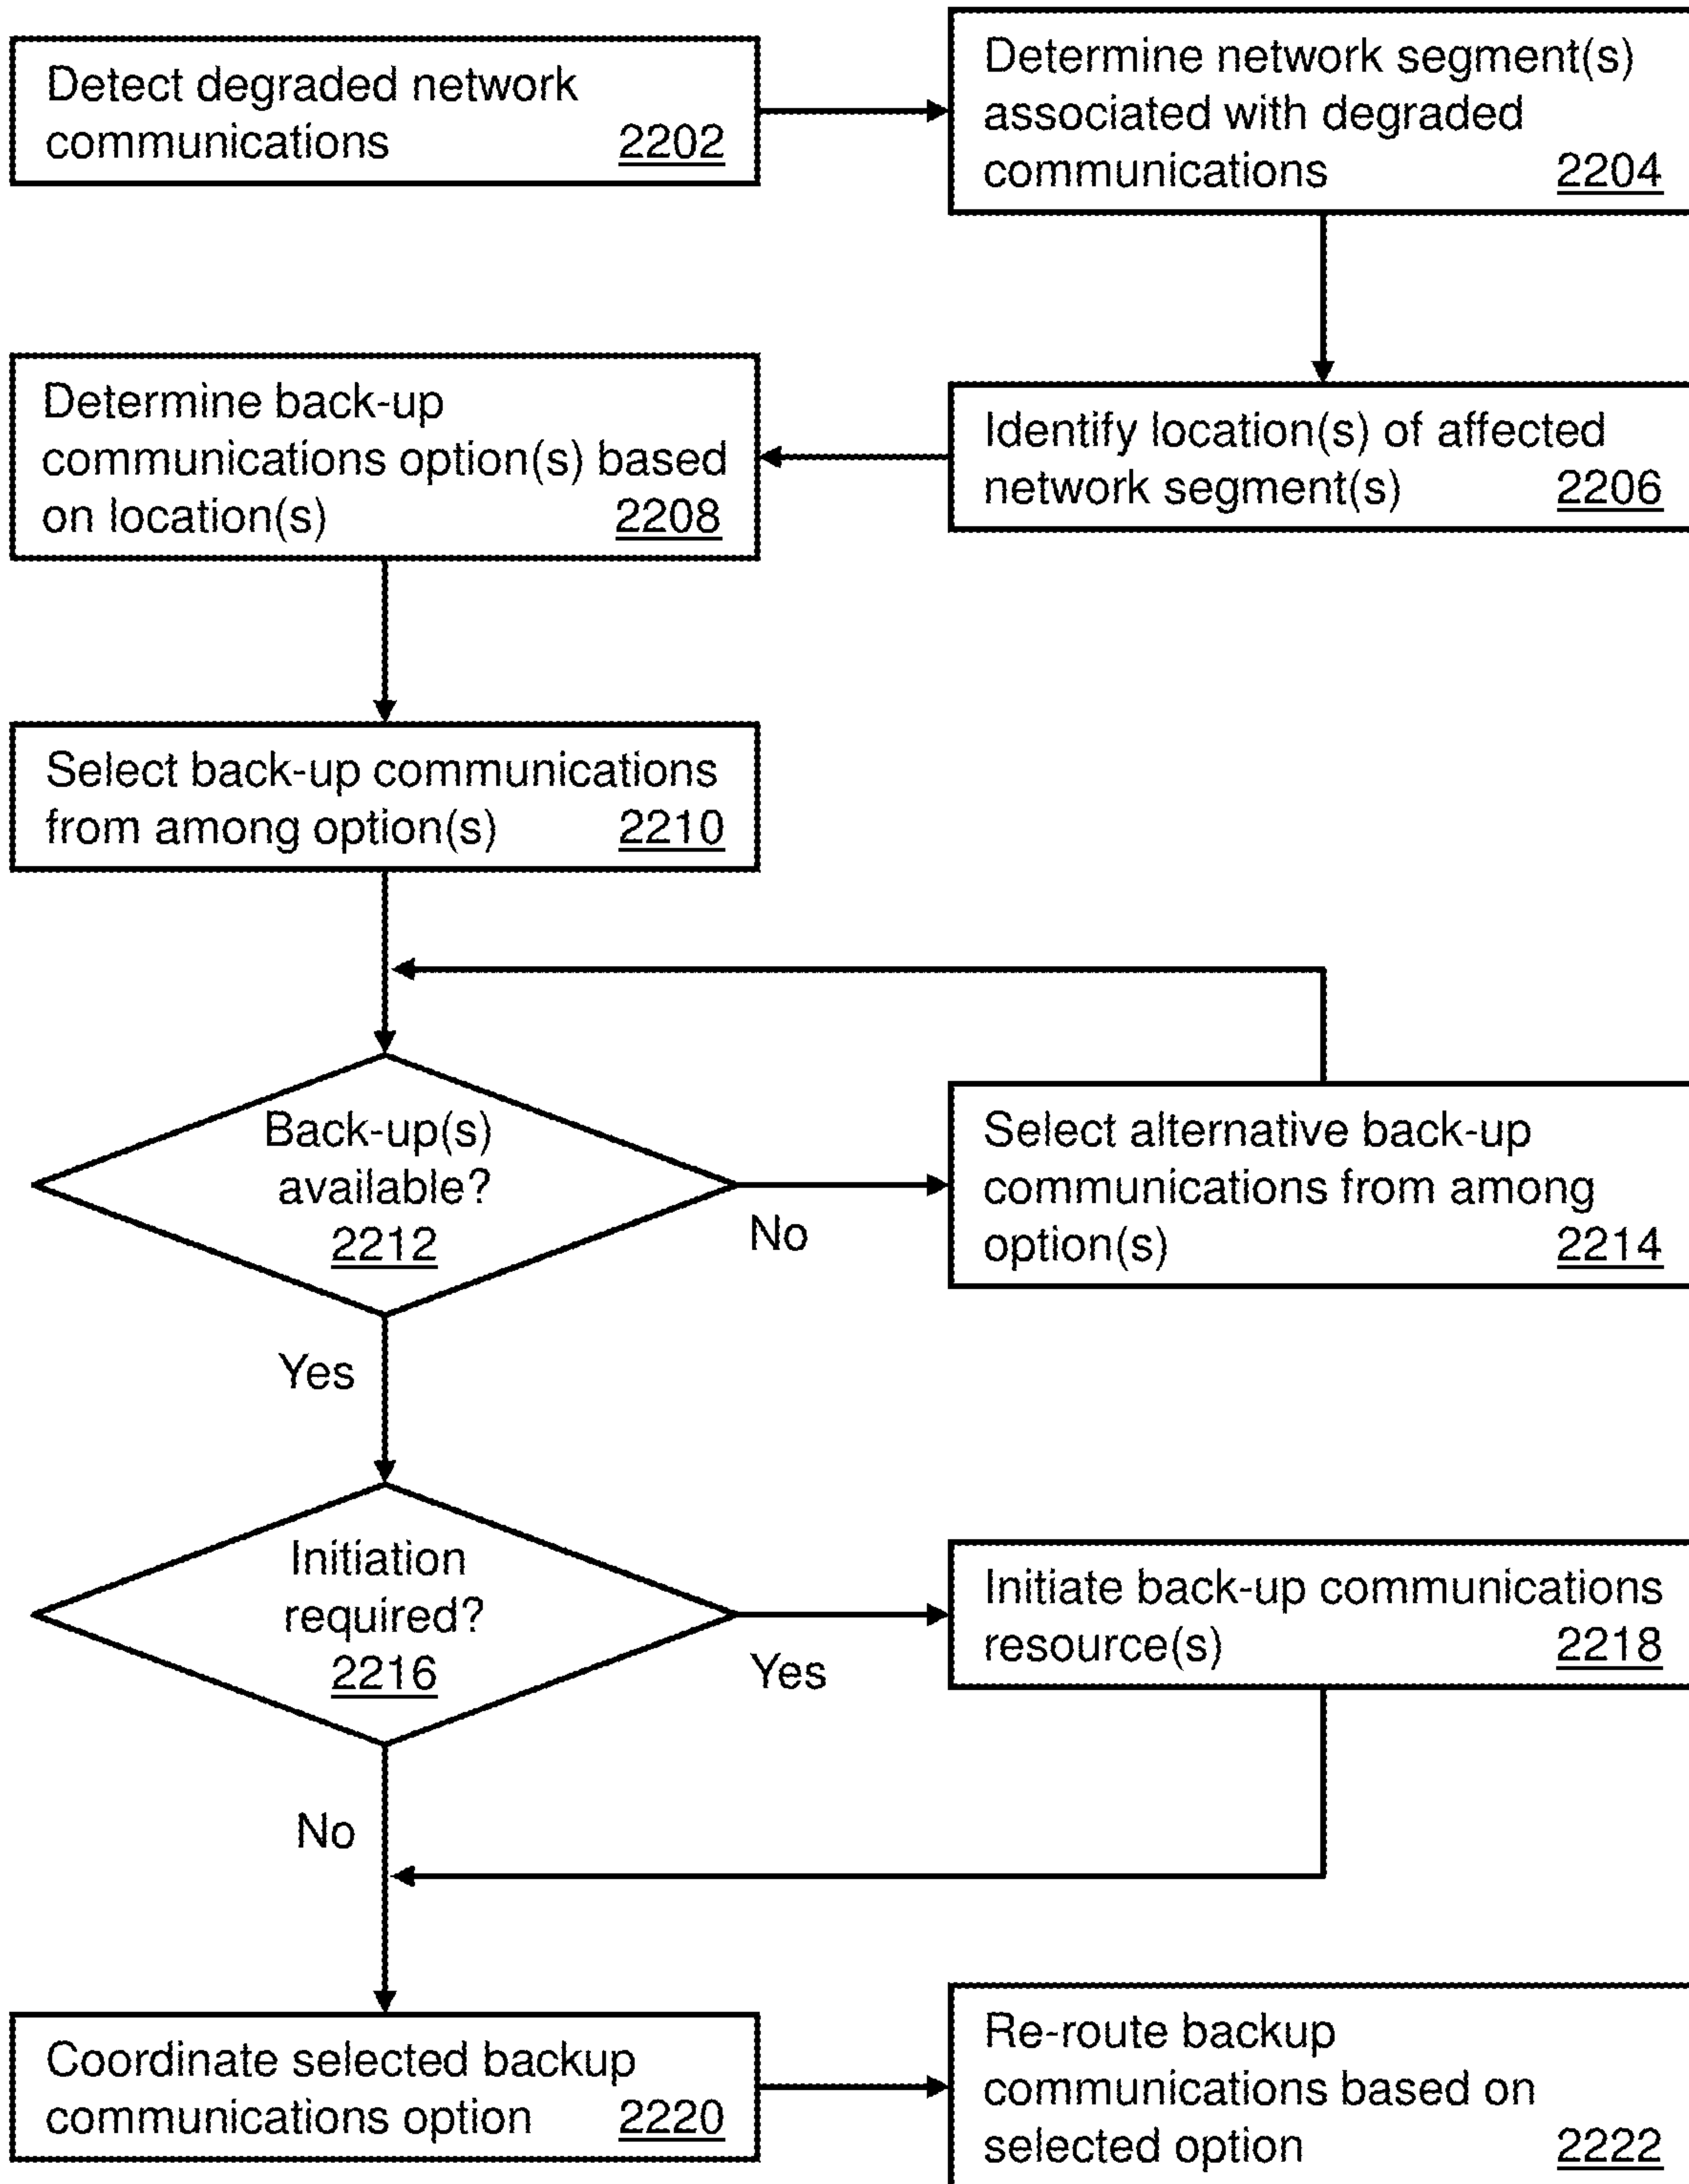 Detect degraded network
communications 2202
Determine network segment(s)
associated with degraded
communications 2204
Identify location(s) of affected
network segment(s) 2206
Determine back-up
communications option(s) based
on location(s) 2208
Select back-up communications
from among option(s) 2210
Back-up(s)
available?
2212
No
Select alternative back-up
communications from among
option(s) 2214
Yes
Initiation
required?
2216
Yes
Initiate back-up communications
resource(s) 2218
No
Coordinate selected backup
communications option 2220
Re-route backup
communications based on
selected option 2222